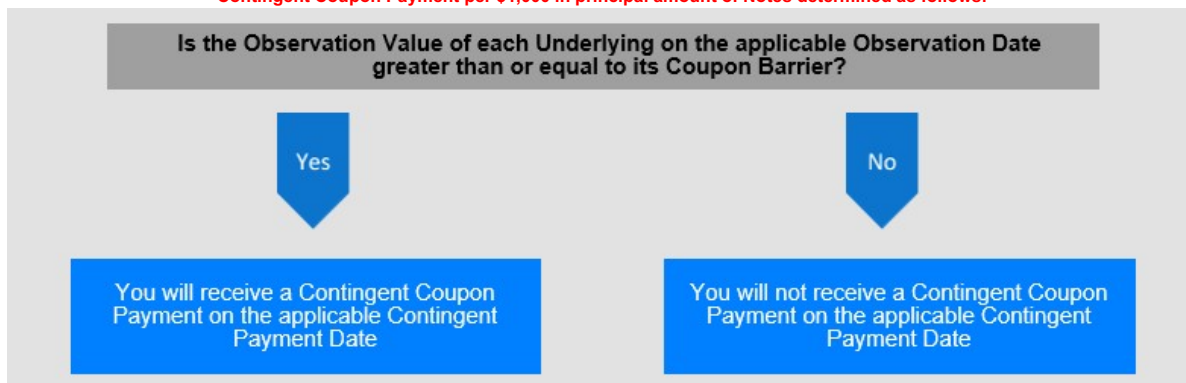 Contingent Coupon Payment per $1,000 in principal amount of Notes determined as follows:
Is the Observation Value of each Underlying on the applicable Observation Date
greater than or equal to its Coupon Barrier?
Yes
No
You will receive a Contingent Coupon
Payment on the applicable Contingent
Payment Date
You will not receive a Contingent Coupon
Payment on the applicable Contingent
Payment Date